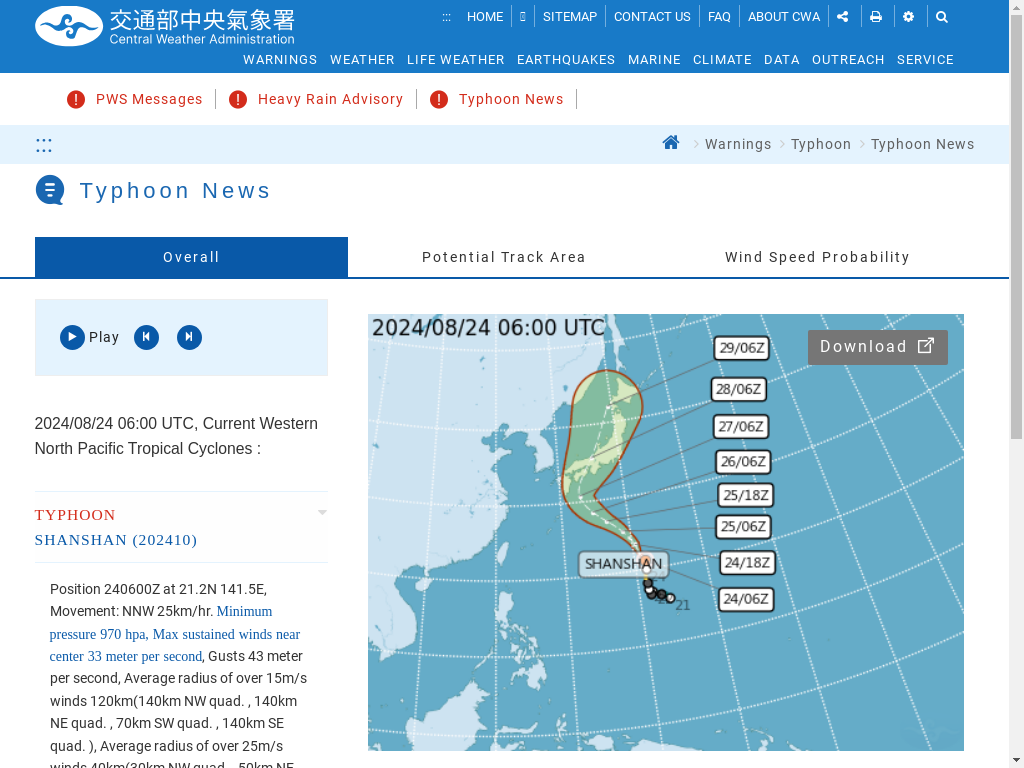 交通部中央氣象署
Central Weather Administration
::: HOME SITEMAP CONTACT US FAQ ABOUT CWA
WARNINGS WEATHER LIFE WEATHER EARTHQUAKES MARINE CLIMATE DATA OUTREACH SERVICE
PWS Messages Heavy Rain Advisory Typhoon News
::: Warnings Typhoon Typhoon News
Typhoon News
Overall Potential Track Area Wind Speed Probability
Play
2024/08/24 06:00 UTC, Current Western
North Pacific Tropical Cyclones :
TYPHOON
SHANSHAN (202410)
Position 240600Z at 21.2N 141.5E,
Movement: NNW 25km/hr. Minimum
pressure 970 hpa, Max sustained winds near
center 33 meter per second, Gusts 43 meter
per second, Average radius of over 15m/s
winds 120km(140km NW quad. , 140km
NE quad. , 70km SW quad. , 140km SE
quad. ), Average radius of over 25m/s
winds 40km(30km NW quad. , 50km NE
2024/08/24 06:00 UTC
Download
29/06Z
28/06Z
27/06Z
26/06Z
25/18Z
25/06Z
24/18Z
24/06Z
SHANSHAN
21